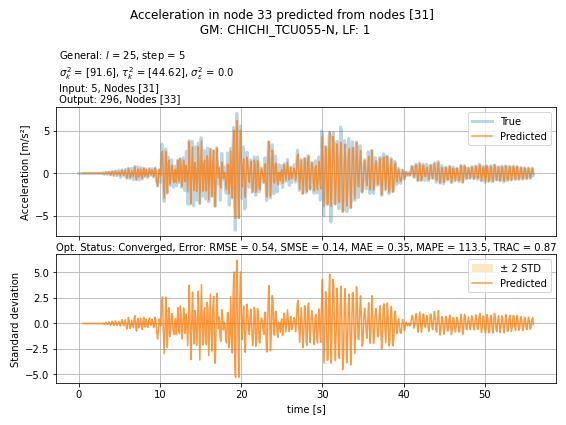 Acceleration in node 33 predicted from nodes [31]
GM: CHICHI_TCU055-N, LF: 1
General: l = 25, step = 5
σ²ₖ = [91.6], τ²ₖ = [44.62], σ²ε = 0.0
Input: 5, Nodes [31]
Output: 296, Nodes [33]
Acceleration [m/s²]
5
0
−5
True
Predicted
Opt. Status: Converged, Error: RMSE = 0.54, SMSE = 0.14, MAE = 0.35, MAPE = 113.5, TRAC = 0.87
Standard deviation
5.0
2.5
0.0
−2.5
−5.0
± 2 STD
Predicted
0 10 20 30 40 50
time [s]